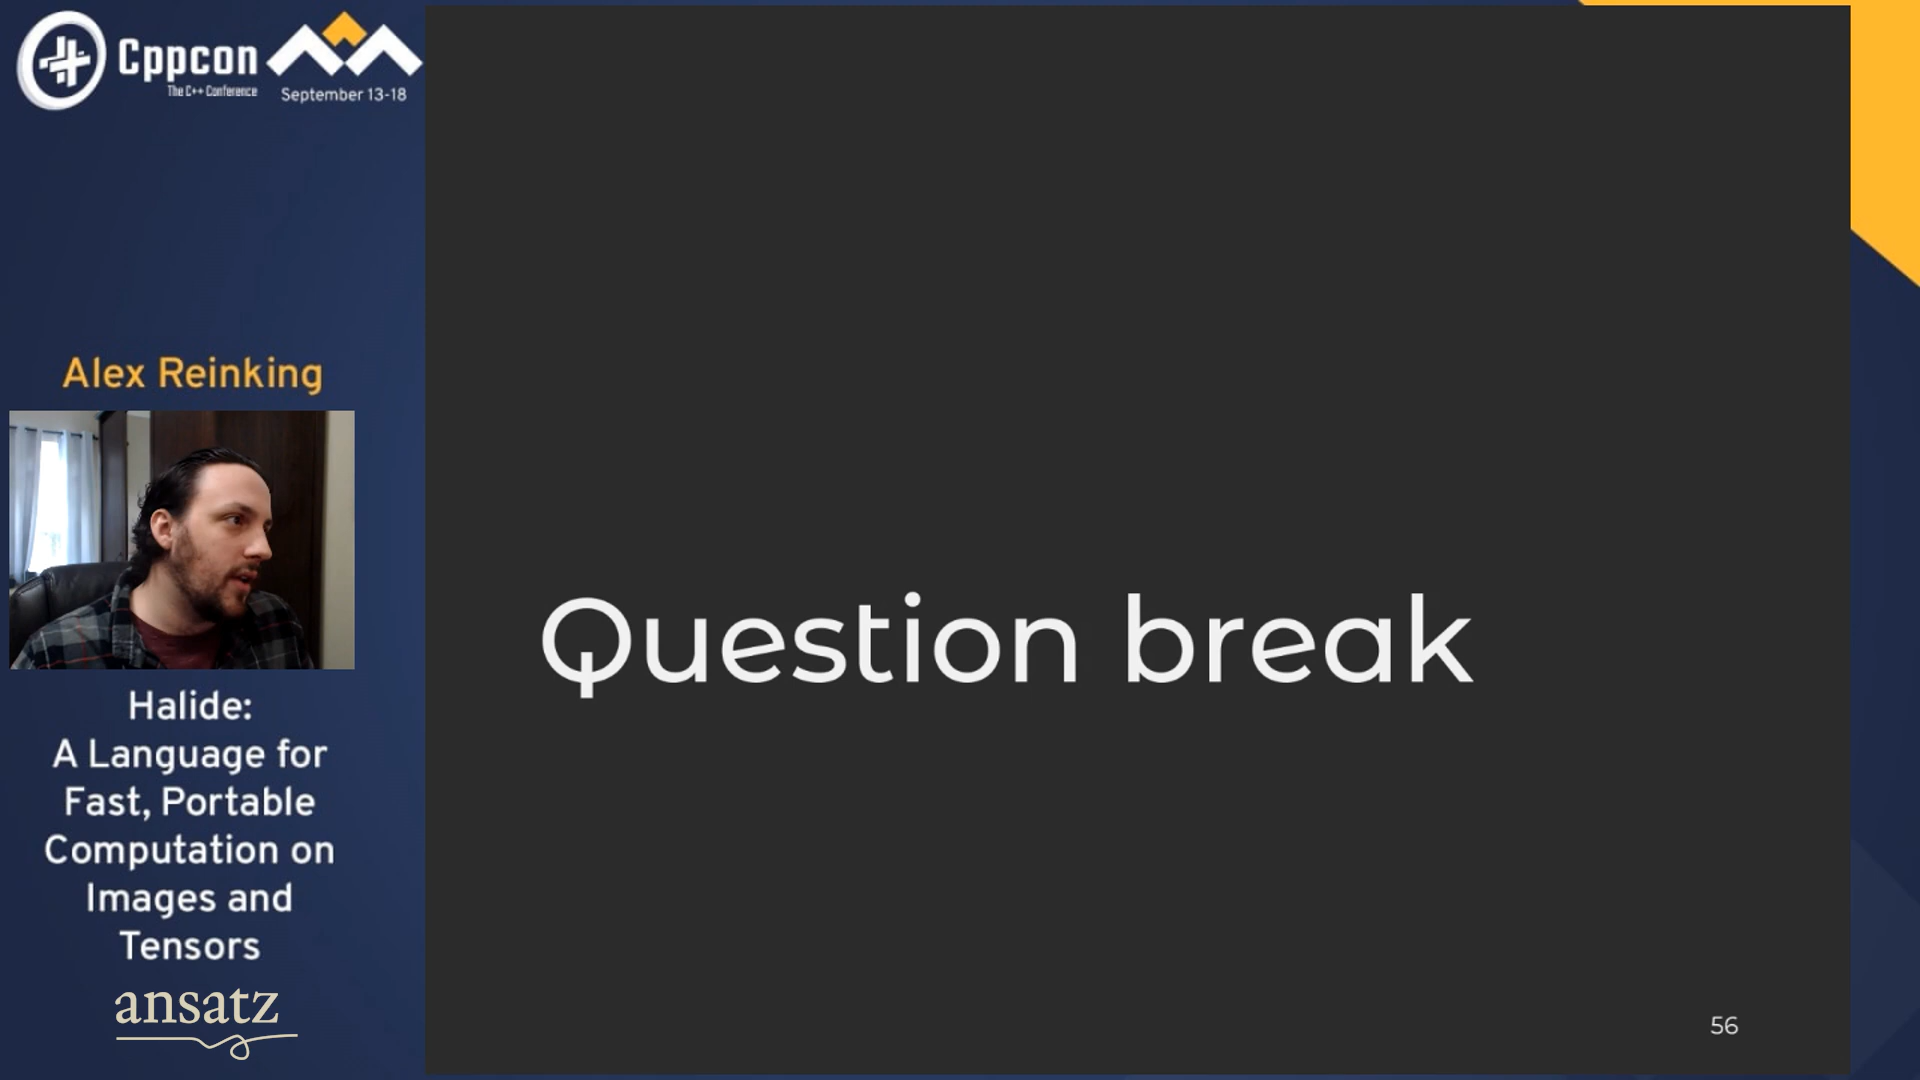 Cppcon
The C++ Conference
September 13-18
Alex Reinking
Halide:
A Language for
Fast, Portable
Computation on
Images and
Tensors
ansatz
Question break
56